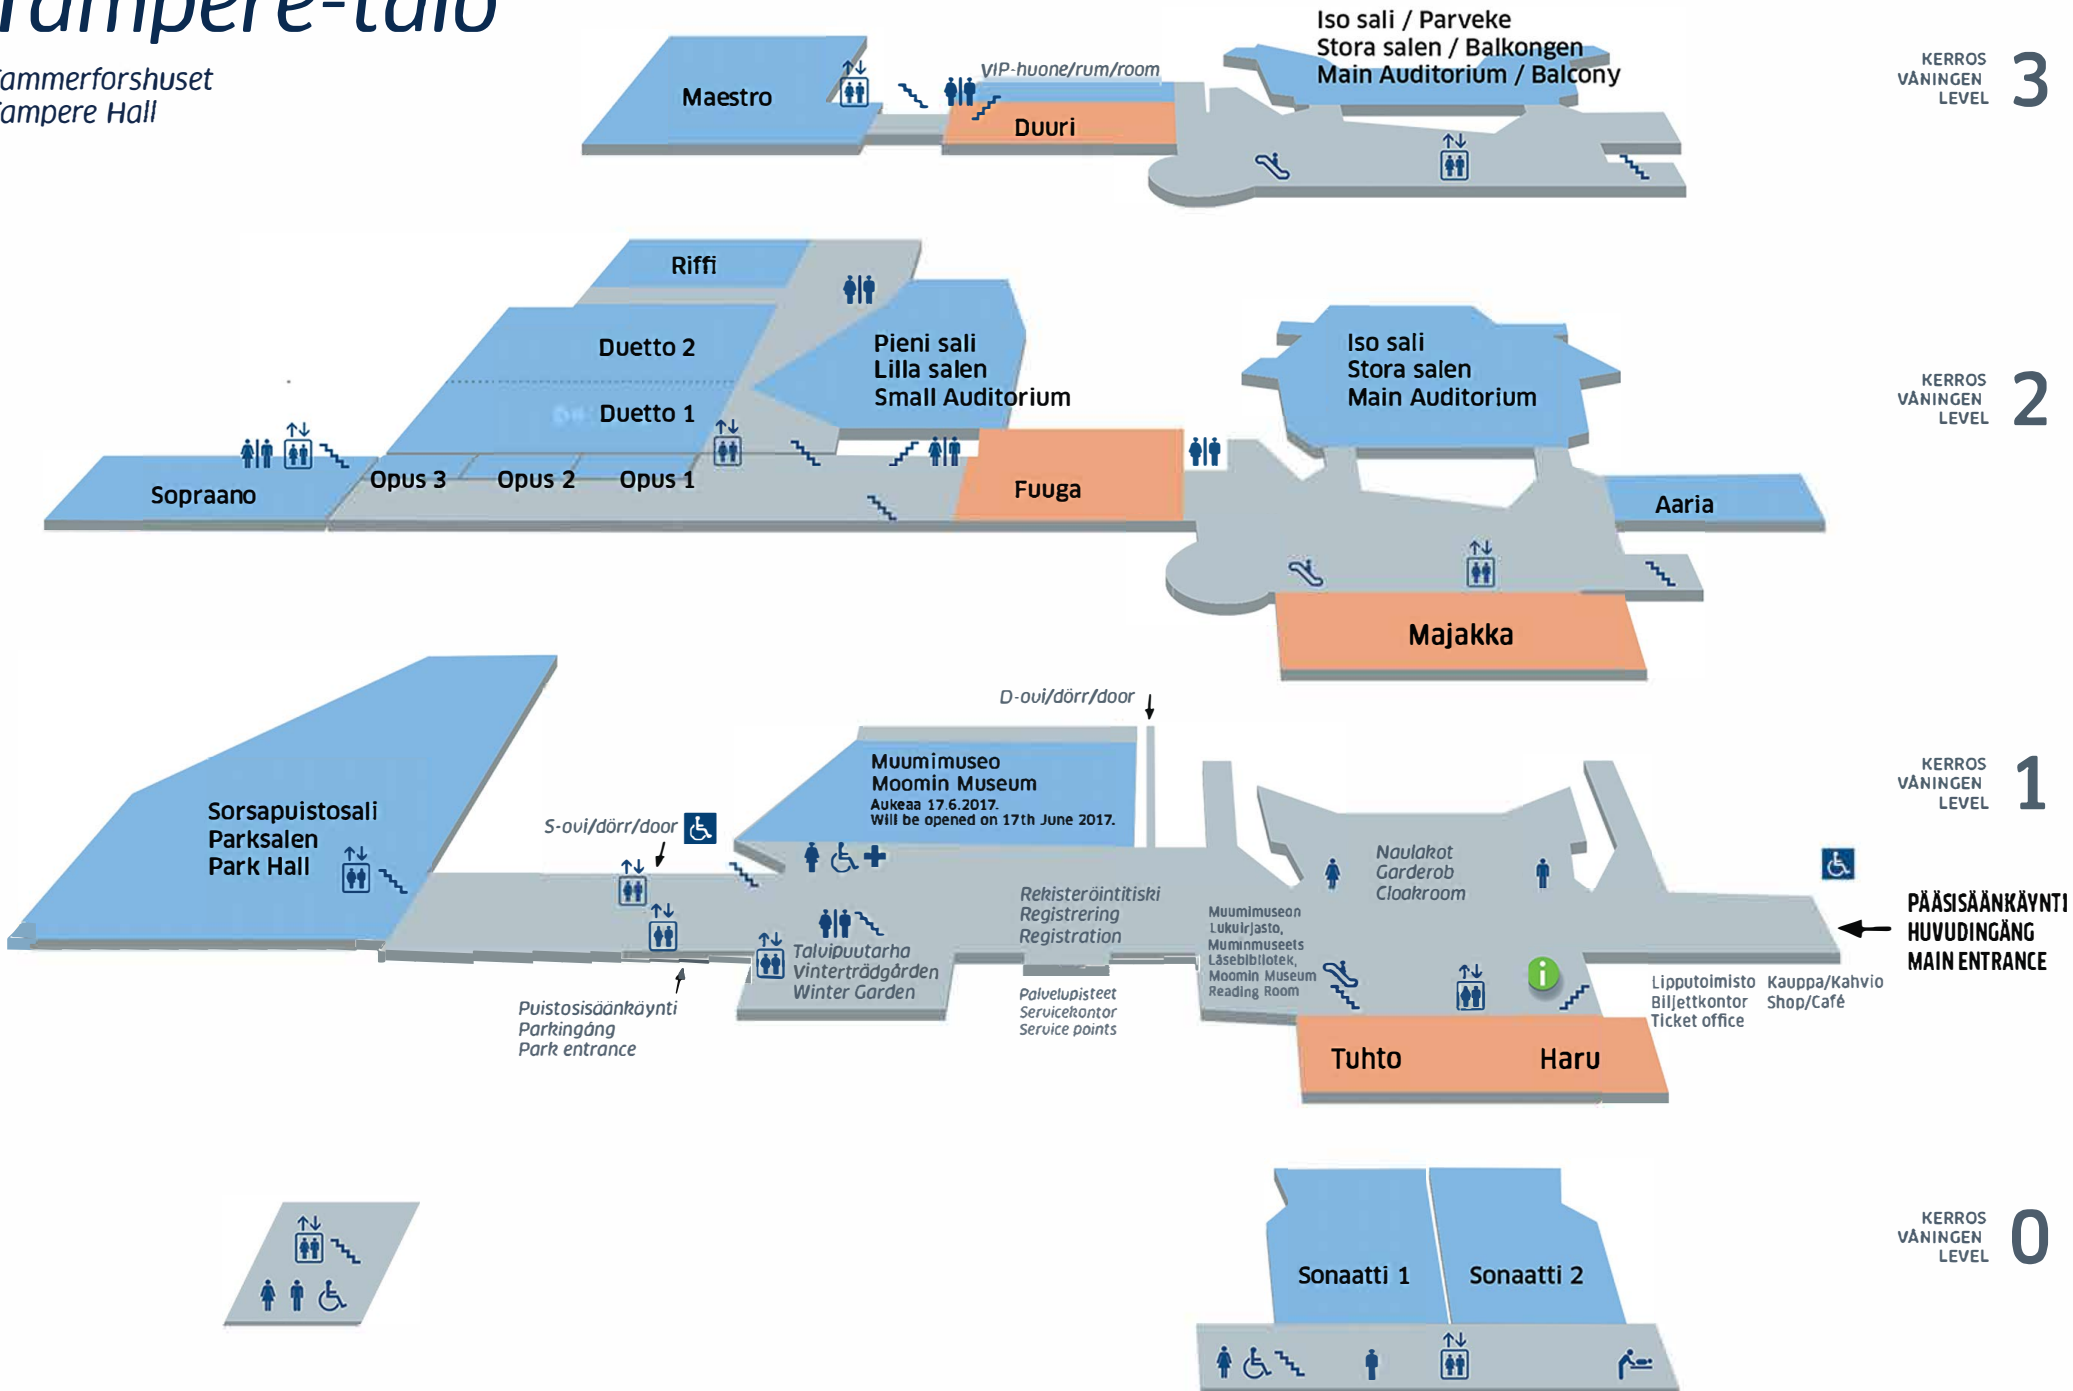 Tampere-talo
Tammerforshuset
Tampere Hall
Iso sali / Parveke
Stora salen / Balkongen
Main Auditorium / Balcony
KERROS
VÅNINGEN
LEVEL
3
Maestro
VIP-huone/rum/room
Duuri
Riffi
Duetto 2
Duetto 1
Pieni sali
Lilla salen
Small Auditorium
Iso sali
Stora salen
Main Auditorium
KERROS
VÅNINGEN
LEVEL
2
Sopraano
Opus 3
Opus 2
Opus 1
Fuuga
Aaria
Majakka
D-ovi/dörr/door
Muumimuseo
Moomin Museum
Aukeaa 17.6.2017.
Will be opened on 17th June 2017.
KERROS
VÅNINGEN
LEVEL
1
Sorsapuistosali
Parksalen
Park Hall
S-ovi/dörr/door
Naulakot
Garderob
Cloakroom
Rekisteröintitiski
Registrering
Registration
Muumimuseon
Lukuirjasto,
Muminmuseets
Läsebibliotek,
Moomin Museum
Reading Room
PÄÄSISÄÄNKÄYNTI
HUVUDINGÅNG
MAIN ENTRANCE
Talvipuutarha
Vinterträdgården
Winter Garden
Puistosisäänkäynti
Parkingång
Park entrance
Palvelupisteet
Servicekontor
Service points
i
Lipputoimisto
Biljettkontor
Ticket office
Kauppa/Kahvio
Shop/Café
Tuhto
Haru
KERROS
VÅNINGEN
LEVEL
0
Sonaatti 1
Sonaatti 2